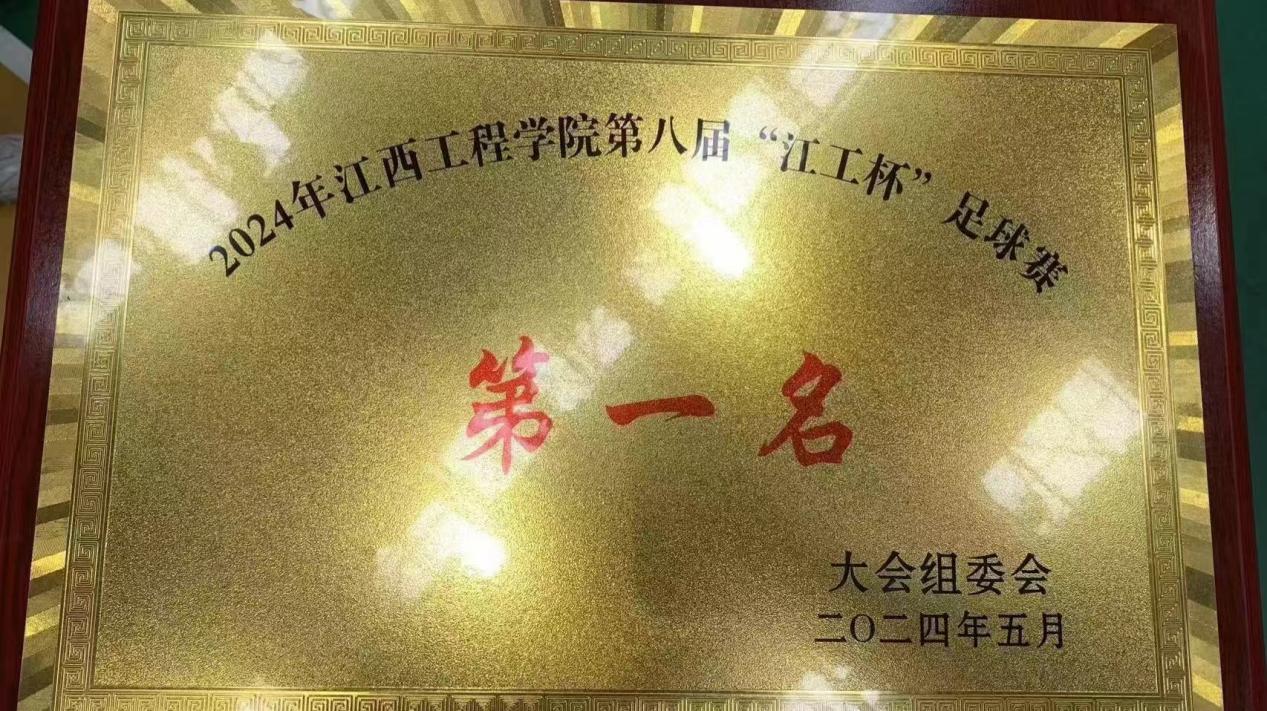 2024年江西工程学院第八届“江工杯”足球赛
第一名
大会组委会
二〇二四年五月